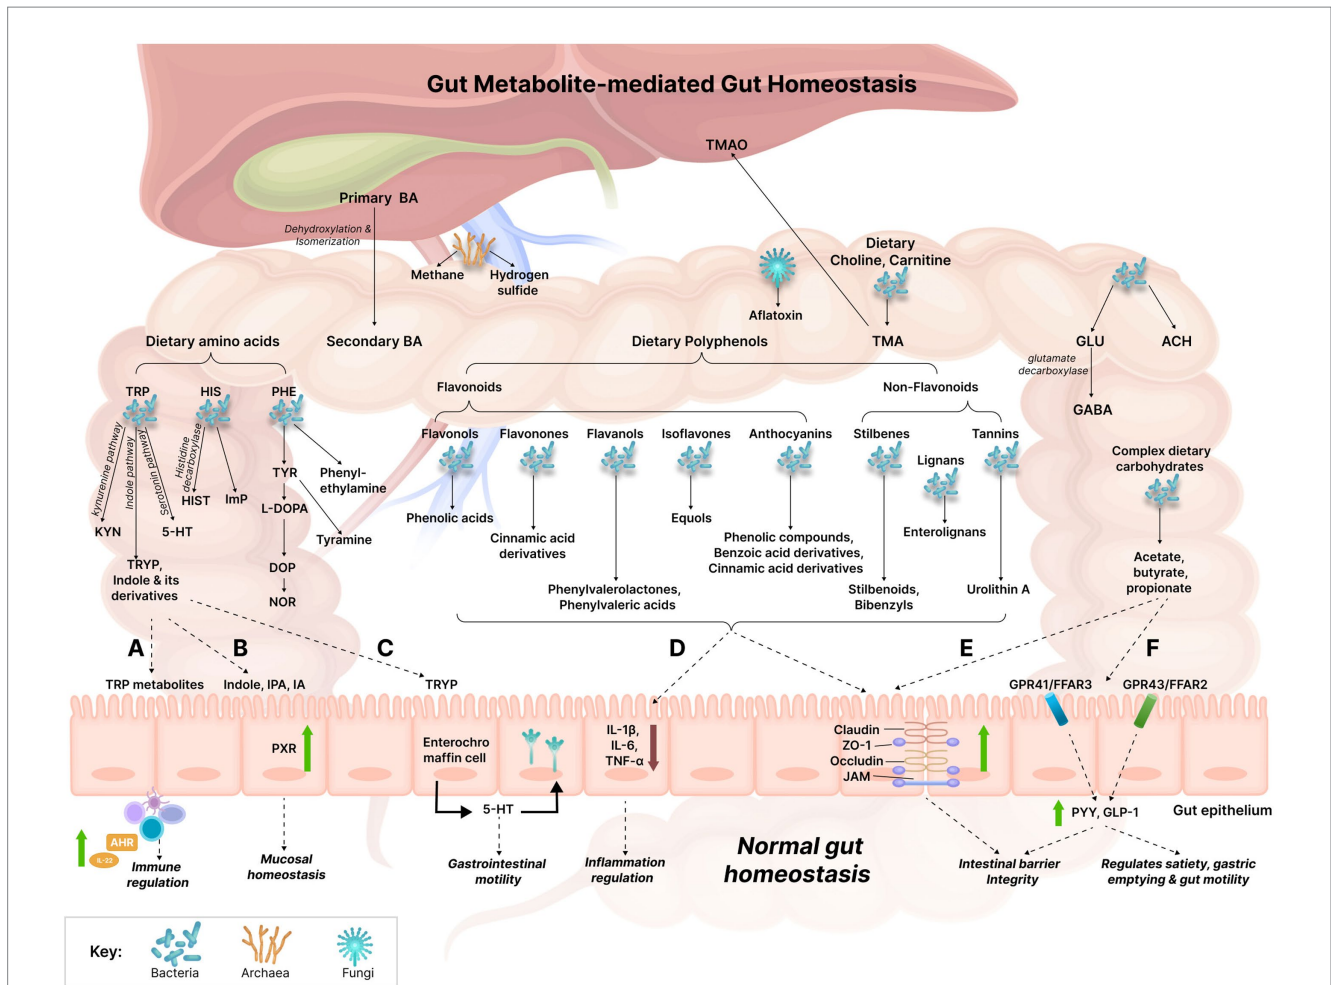 Gut Metabolite-mediated Gut Homeostasis
TMAO
Primary BA
Dehydroxylation &
Isomerization
Methane
Hydrogen
sulfide
Dietary
Choline, Carnitine
Aflatoxin
Dietary amino acids
Secondary BA
Dietary Polyphenols
TMA
GLU
ACH
glutamate
decarboxylase
GABA
TRP
HIS
PHE
Flavonoids
Non-Flavonoids
kynurenine pathway
Indole pathway
Serotonin pathway
Histidine
decarboxylase
KYN
5-HT
HIST
ImP
TYR
Phenyl-
ethylamine
L-DOPA
Tyramine
DOP
NOR
TRYP,
Indole & its
derivatives
Flavonols
Flavonones
Flavanols
Isoflavones
Anthocyanins
Stilbenes
Lignans
Tannins
Phenolic acids
Cinnamic acid
derivatives
Phenylvalerolactones,
Phenylvaleric acids
Equols
Phenolic compounds,
Benzoic acid derivatives,
Cinnamic acid derivatives
Stilbenoids,
Bibenzyls
Enterolignans
Urolithin A
Complex dietary
carbohydrates
Acetate,
butyrate,
propionate
A
B
C
D
E
F
TRP metabolites
Indole, IPA, IA
TRYP
GPR41/FFAR3
GPR43/FFAR2
PXR
Enterochro
maffin cell
IL-1β,
IL-6,
TNF-α
Claudin
ZO-1
Occludin
JAM
5-HT
PYY, GLP-1
Gut epithelium
AHR
IL-22
Immune
regulation
Mucosal
homeostasis
Gastrointestinal
motility
Inflammation
regulation
Normal gut
homeostasis
Intestinal barrier
Integrity
Regulates satiety, gastric
emptying & gut motility
Key:
Bacteria
Archaea
Fungi